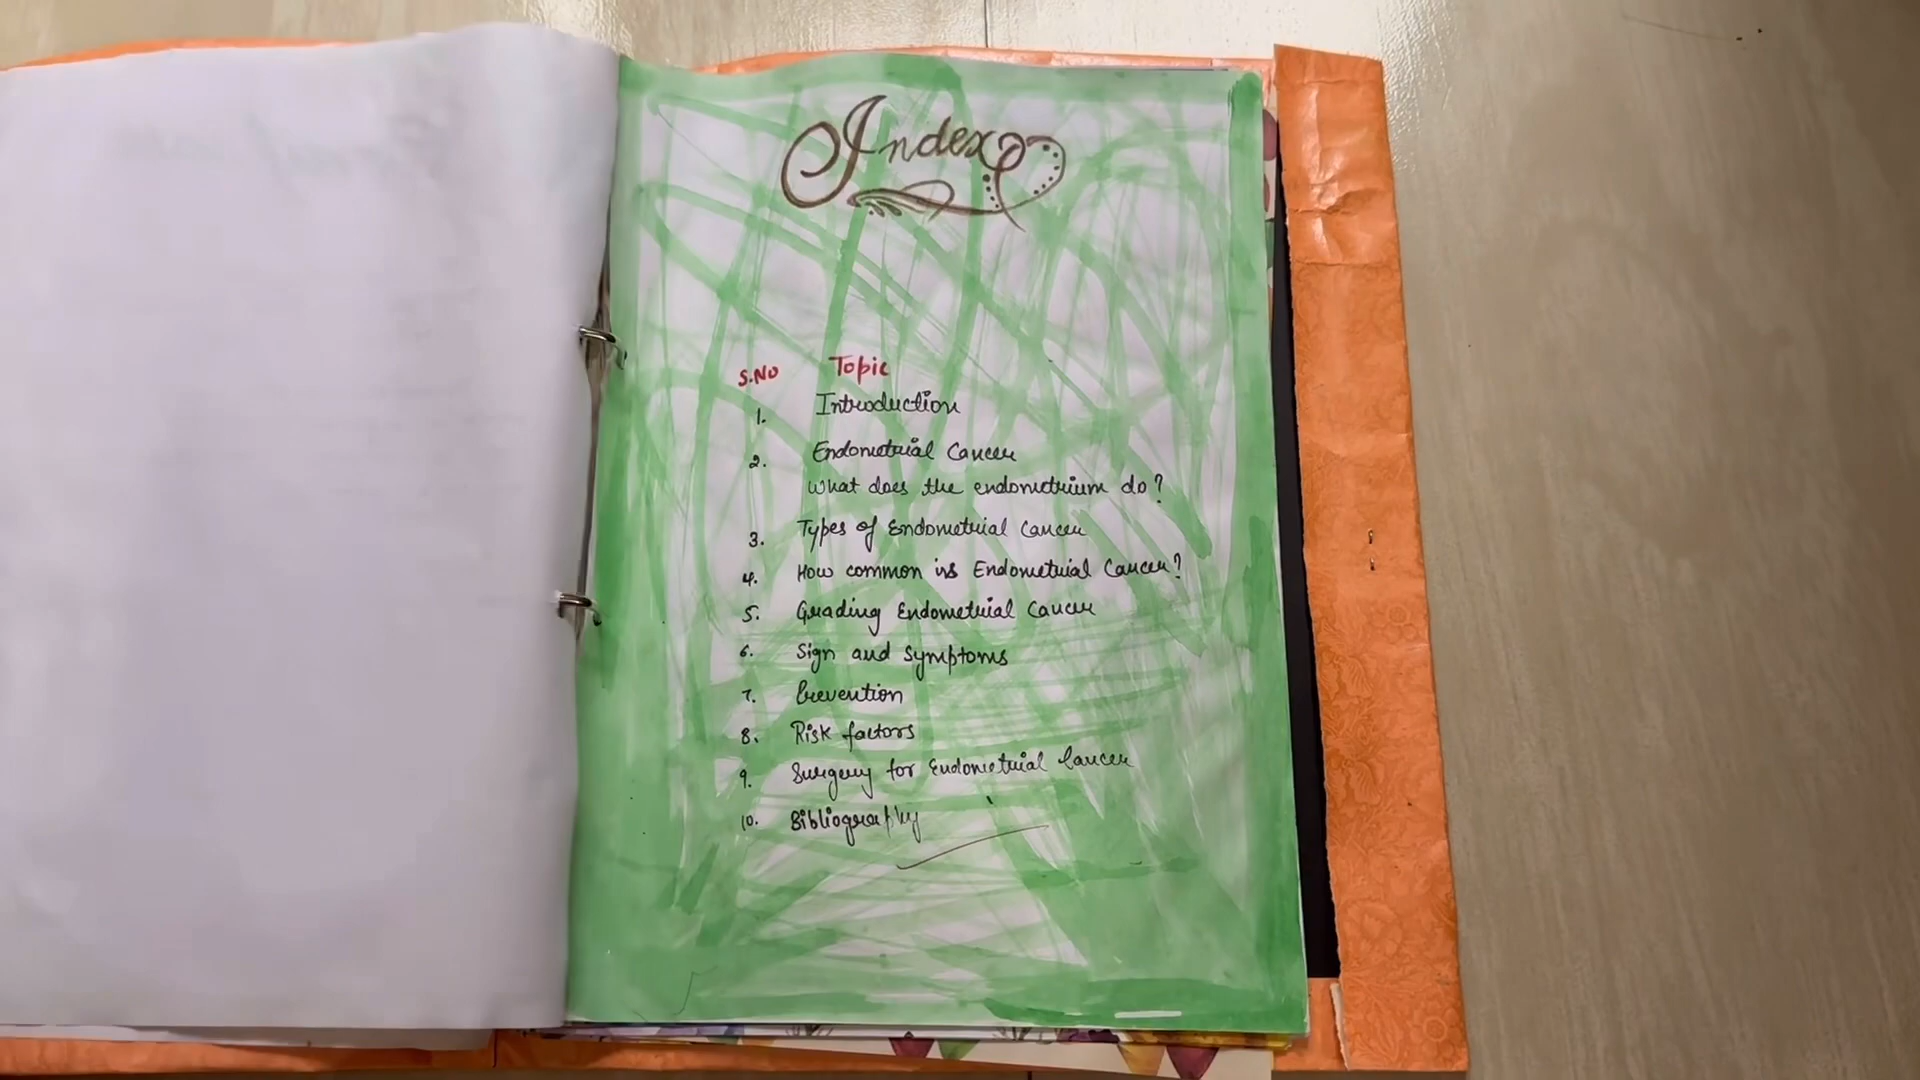 Index
S.No Topic
1. Introduction
2. Endometrial Cancer
What does the endometrium do?
3. Types of Endometrial Cancer
4. How common is Endometrial Cancer?
5. Grading Endometrial Cancer
6. Sign and Symptoms
7. Prevention
8. Risk factors
9. Surgery for Endometrial Cancer
10. Bibliography